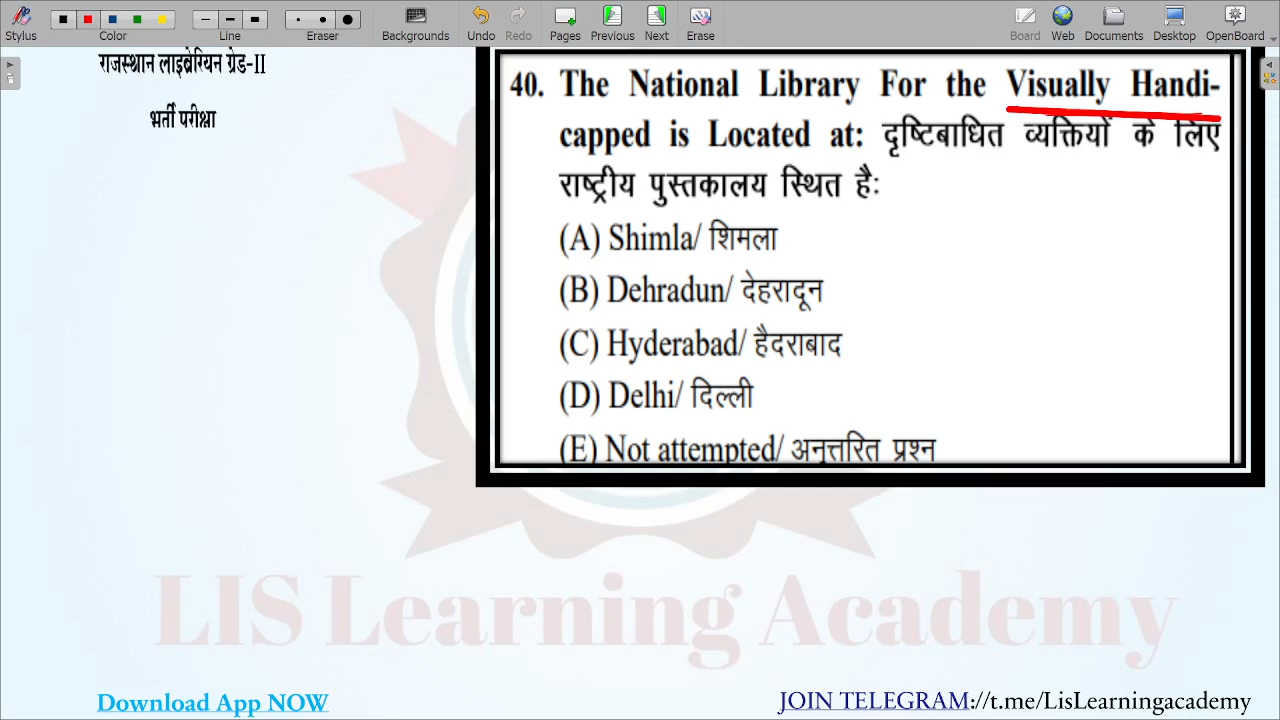 Stylus
Color
Line
Eraser
Backgrounds
Undo
Redo
Pages
Previous
Next
Erase
Board
Web
Documents
Desktop
OpenBoard
राजस्थान लाइब्रेरियन ग्रेड-II
भर्ती परीक्षा
40. The National Library For the Visually Handi-
capped is Located at: दृष्टिबाधित व्यक्तियों के लिए
राष्ट्रीय पुस्तकालय स्थित है:
(A) Shimla/ शिमला
(B) Dehradun/ देहरादून
(C) Hyderabad/ हैदराबाद
(D) Delhi/ दिल्ली
(E) Not attempted/ अनुत्तरित प्रश्न
LIS Learning Academy
Download App NOW
JOIN TELEGRAM://t.me/LisLearningacademy